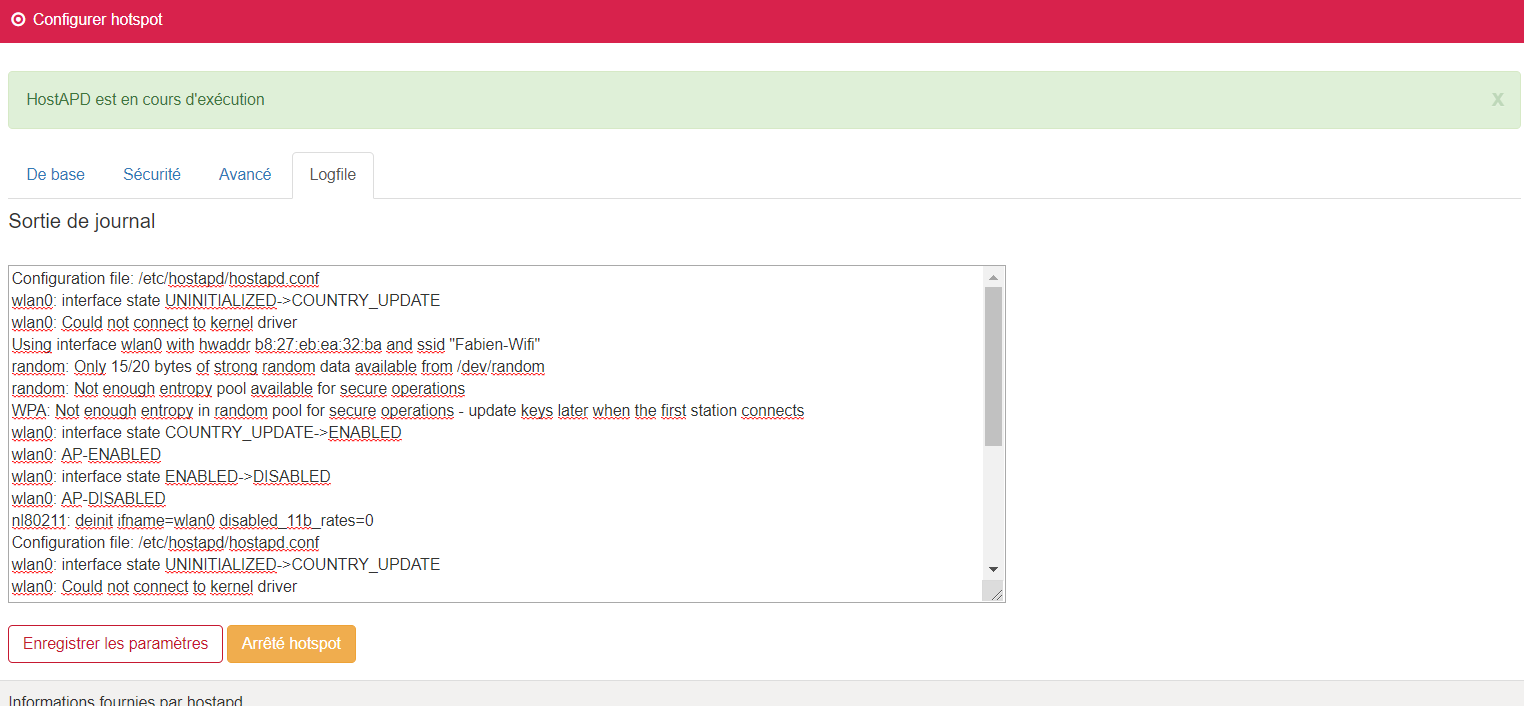 Configurer hotspot
HostAPD est en cours d'exécution
x
De base
Sécurité
Avancé
Logfile
Sortie de journal
Configuration file: /etc/hostapd/hostapd.conf
wlan0: interface state UNINITIALIZED->COUNTRY_UPDATE
wlan0: Could not connect to kernel driver
Using interface wlan0 with hwaddr b8:27:eb:ea:32:ba and ssid "Fabien-Wifi"
random: Only 15/20 bytes of strong random data available from /dev/random
random: Not enough entropy pool available for secure operations
WPA: Not enough entropy in random pool for secure operations - update keys later when the first station connects
wlan0: interface state COUNTRY_UPDATE->ENABLED
wlan0: AP-ENABLED
wlan0: interface state ENABLED->DISABLED
wlan0: AP-DISABLED
nl80211: deinit ifname=wlan0 disabled_11b_rates=0
Configuration file: /etc/hostapd/hostapd.conf
wlan0: interface state UNINITIALIZED->COUNTRY_UPDATE
wlan0: Could not connect to kernel driver
Enregistrer les paramètres
Arrêté hotspot
Informations fournies par hostapd